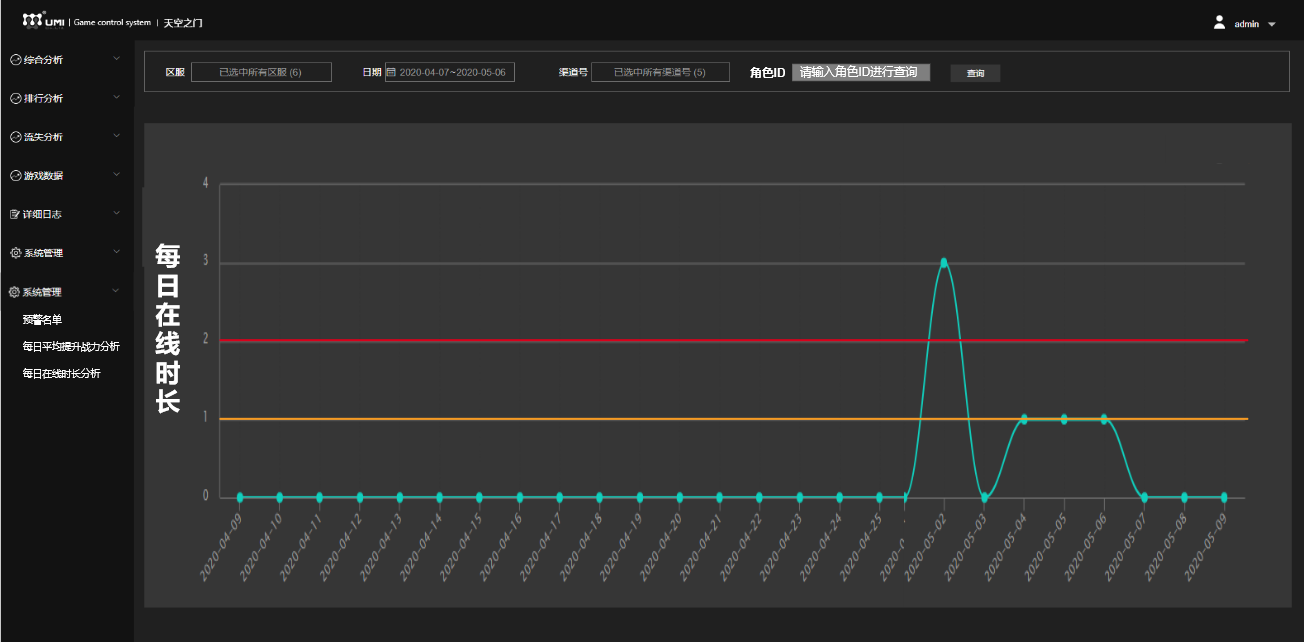 UMI | Game control system | 天空之门
admin
综合分析
排行分析
流失分析
游戏数据
详细日志
系统管理
系统管理
预警名单
每日平均提升战力分析
每日在线时长分析
区服 已选中所有区服 (6) 日期 2020-04-07~2020-05-06 渠道号 已选中所有渠道号 (5) 角色ID 请输入角色ID进行查询 查询
每日在线时长
4
3
2
1
0
2020-04-09
2020-04-10
2020-04-11
2020-04-12
2020-04-13
2020-04-14
2020-04-15
2020-04-16
2020-04-17
2020-04-18
2020-04-19
2020-04-20
2020-04-21
2020-04-22
2020-04-23
2020-04-24
2020-04-25
2020-0
2020-05-02
2020-05-03
2020-05-04
2020-05-05
2020-05-06
2020-05-07
2020-05-08
2020-05-09